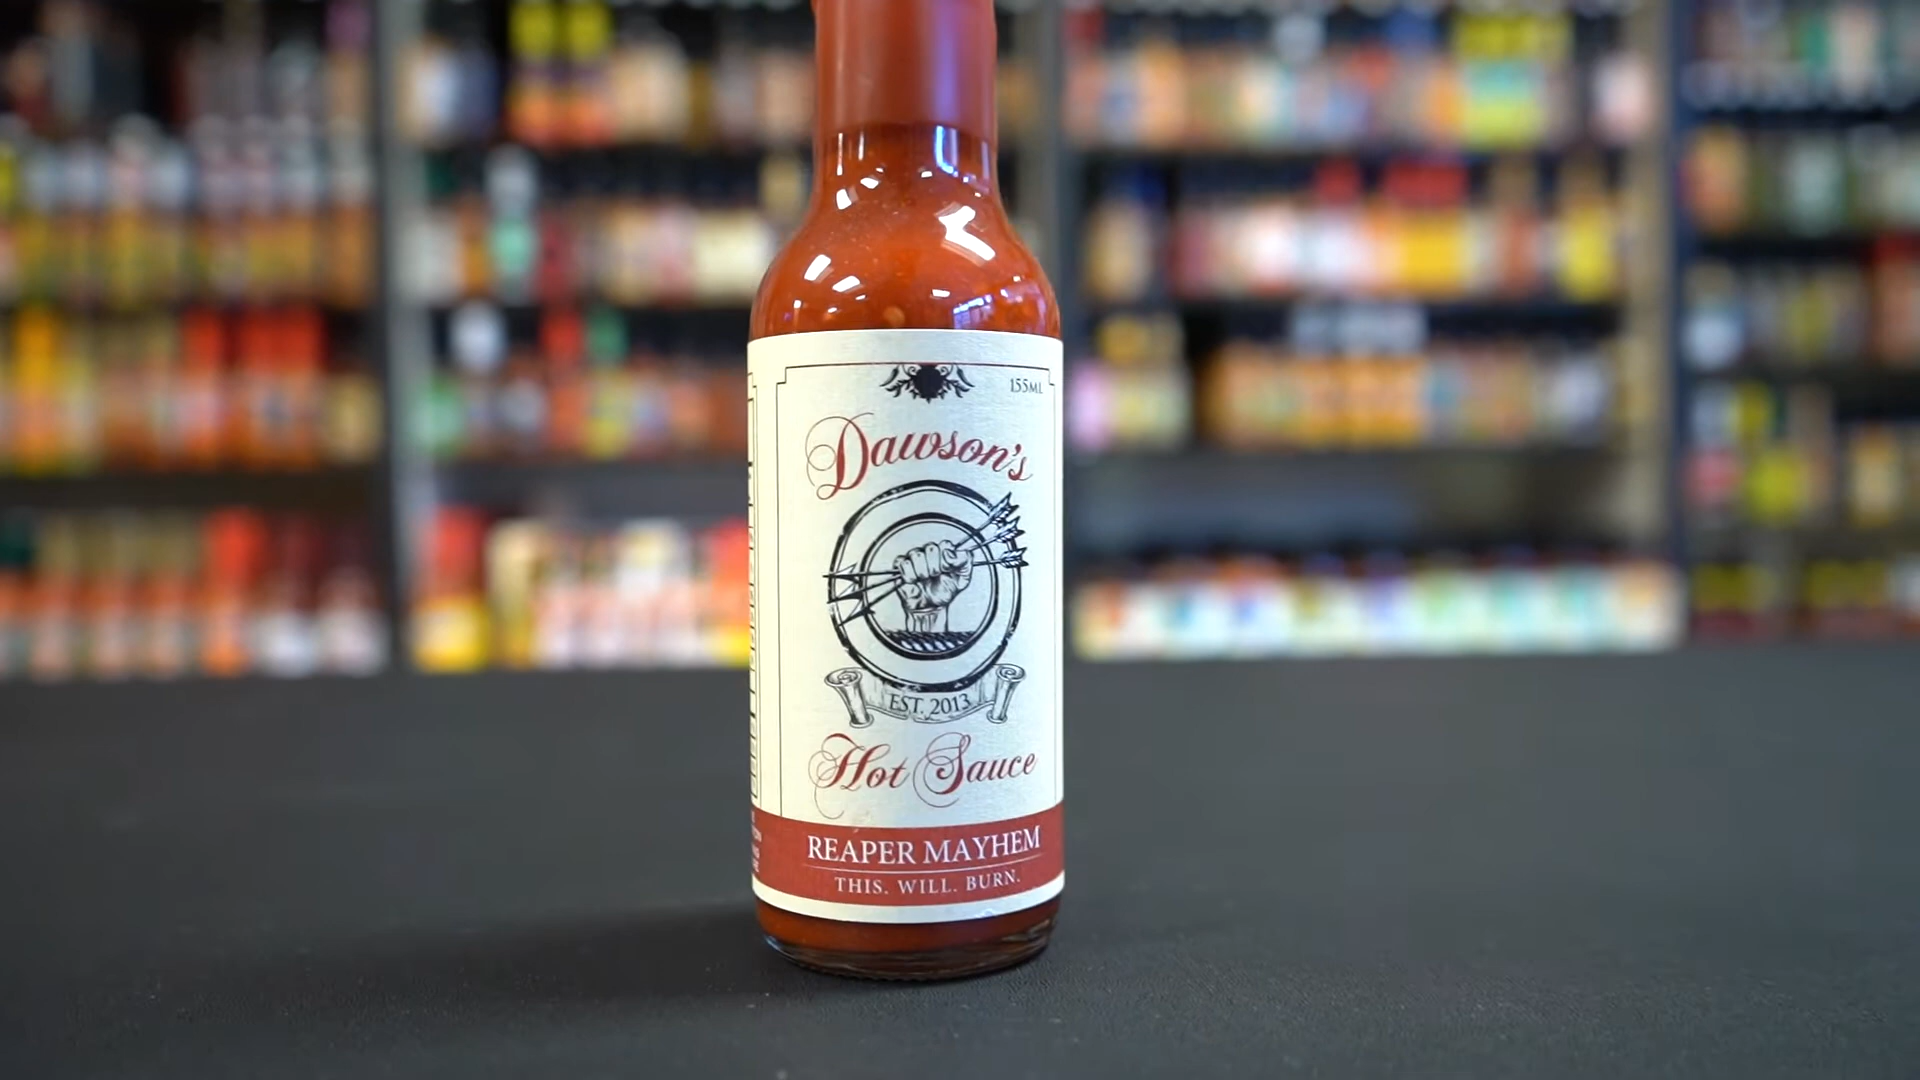 155ML
Dawson's
EST. 2013
Hot Sauce
REAPER MAYHEM
THIS. WILL. BURN.